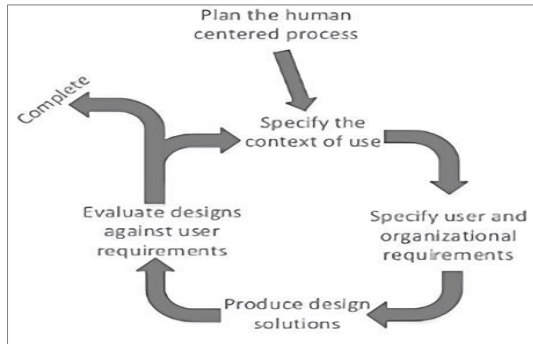 Plan the human
centered process
Complete
Specify the
context of use
Evaluate designs
against user
requirements
Specify user and
organizational
requirements
Produce design
solutions